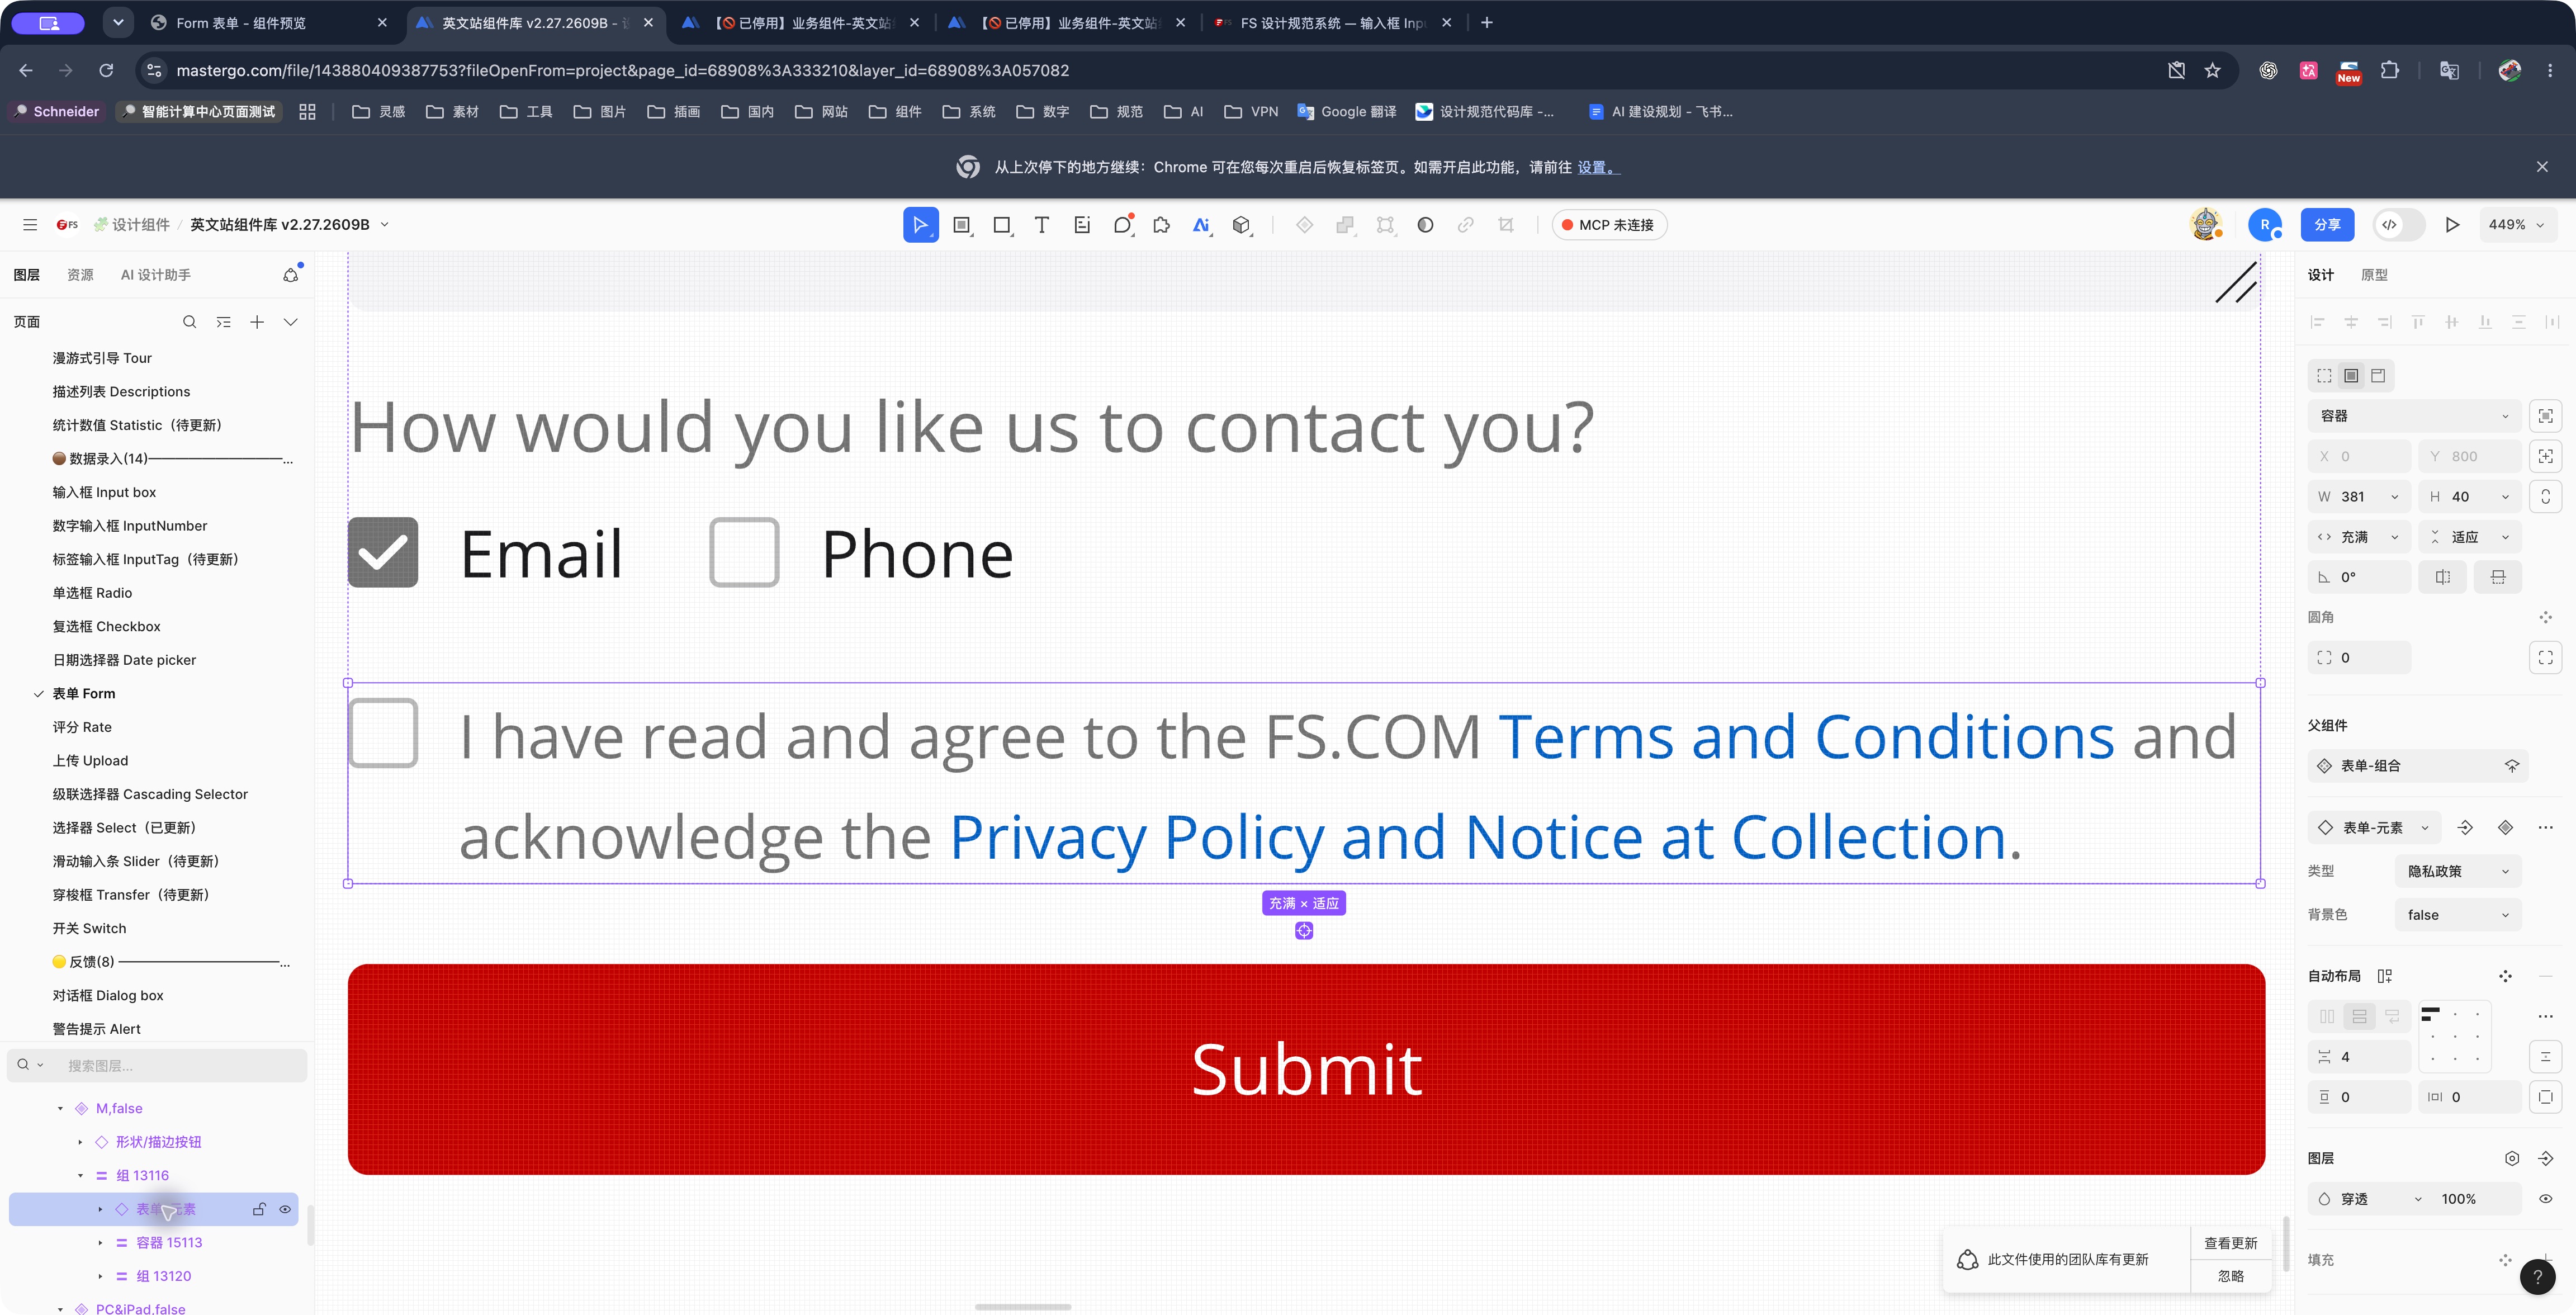 Form 表单 - 组件预览
英文站组件库 v2.27.2609B -
【🚫已停用】业务组件-英文站
【🚫已停用】业务组件-英文站
FS 设计规范系统 — 输入框 Inp
mastergo.com/file/143880409387753?fileOpenFrom=project&page_id=68908%3A333210&layer_id=68908%3A057082
New
Schneider
智能计算中心页面测试
灵感
素材
工具
图片
插画
国内
网站
组件
系统
数字
规范
AI
VPN
Google 翻译
设计规范代码库 -...
AI 建设规划 - 飞书...
从上次停下的地方继续：Chrome 可在您每次重启后恢复标签页。如需开启此功能，请前往 设置。
FS
设计组件 / 英文站组件库 v2.27.2609B
MCP 未连接
R
分享
449%
图层
资源
AI 设计助手
页面
漫游式引导 Tour
描述列表 Descriptions
统计数值 Statistic（待更新）
🟤 数据录入(14)————————...
输入框 Input box
数字输入框 InputNumber
标签输入框 InputTag（待更新）
单选框 Radio
复选框 Checkbox
日期选择器 Date picker
表单 Form
评分 Rate
上传 Upload
级联选择器 Cascading Selector
选择器 Select（已更新）
滑动输入条 Slider（待更新）
穿梭框 Transfer（待更新）
开关 Switch
🟡 反馈(8) ——————————...
对话框 Dialog box
警告提示 Alert
搜索图层...
M,false
形状/描边按钮
组 13116
表单-元素
容器 15113
组 13120
PC&iPad,false
How would you like us to contact you?
Email
Phone
I have read and agree to the FS.COM Terms and Conditions and
acknowledge the Privacy Policy and Notice at Collection.
充满 × 适应
Submit
此文件使用的团队库有更新
查看更新
忽略
设计
原型
容器
X 0
Y 800
W 381
H 40
充满
适应
0°
圆角
0
父组件
表单-组合
表单-元素
类型
隐私政策
背景色
false
自动布局
4
0
0
图层
穿透
100%
填充
?